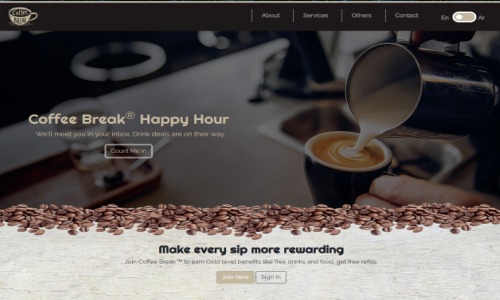 Coffee
BREAK
About
Services
Others
Contact
En
Ar
Coffee Break® Happy Hour
We'll meet you in your inbox. Drink deals are on their way.
Count Me In
Make every sip more rewarding
Join Coffee Break™ to earn Gold level benefits like free drinks and food, get free refills.
Join Now
Sign In